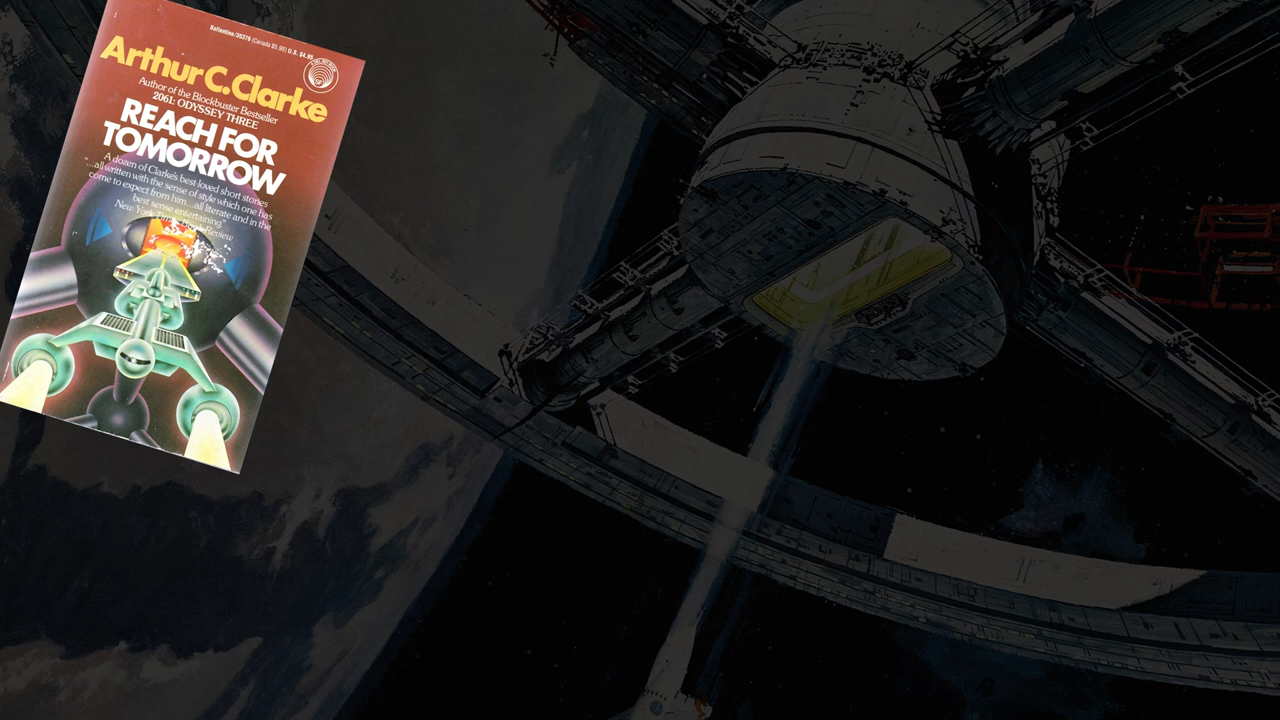 Ballantine/35376 (Canada $5.95) U.S. $4.95
Arthur C. Clarke
Author of the Blockbuster Bestseller
2061: ODYSSEY THREE
REACH FOR
TOMORROW
A dozen of Clarke's best-loved short stories
"...all written with the sense of style which one has
come to expect from him...all literate and in the
best sense entertaining."
New York Times Book Review